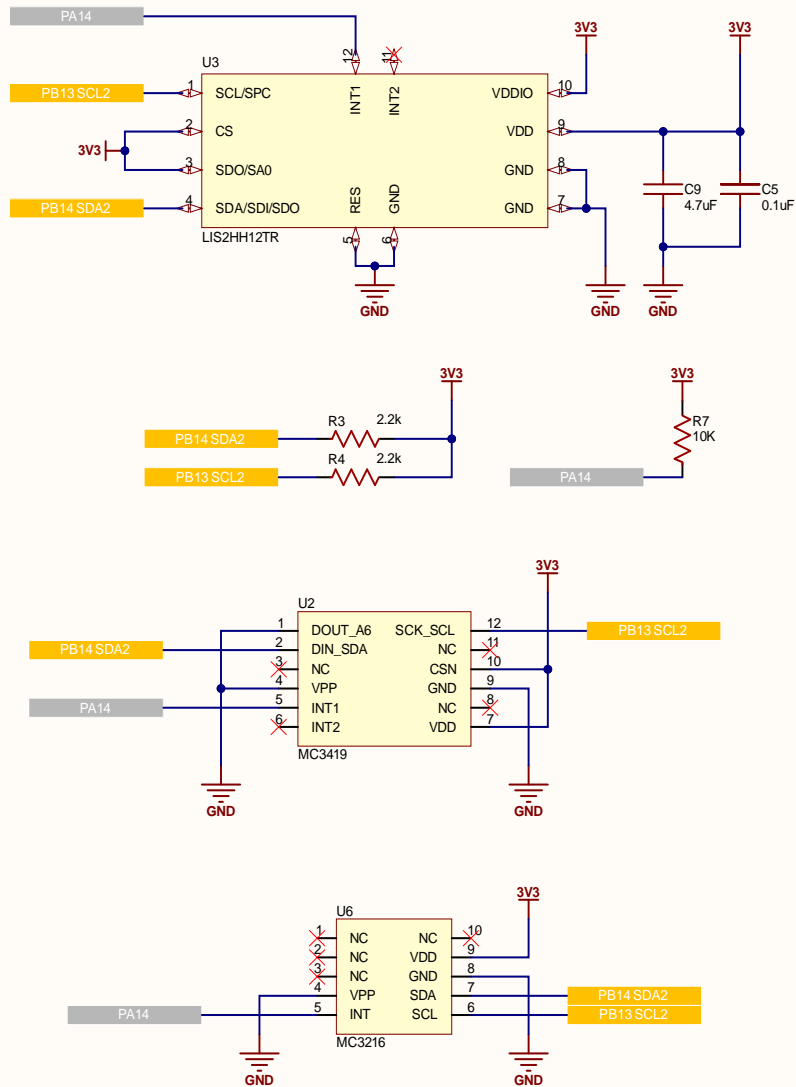 PA14
3V3 3V3
U3
12 11
INT1 INT2
PB13 SCL2 1 SCL/SPC VDDIO 10
2 CS VDD 9
3V3
3 SDO/SA0 GND 8
PB14 SDA2 4 SDA/SDI/SDO GND 7
RES GND
5 6
LIS2HH12TR
C9
4.7uF
C5
0.1uF
GND
GND
GND
3V3
R3 2.2k
PB14 SDA2
R4 2.2k
PB13 SCL2
3V3
R7
10K
PA14
3V3
U2
1 DOUT_A6 SCK_SCL 12 PB13 SCL2
PB14 SDA2 2 DIN_SDA NC 11
3 NC CSN 10
4 VPP GND 9
PA14 5 INT1 NC 8
6 INT2 VDD 7
MC3419
GND GND
3V3
U6
1 NC NC 10
2 NC VDD 9
3 NC GND 8
4 VPP SDA 7 PB14 SDA2
PA14 5 INT SCL 6 PB13 SCL2
MC3216
GND GND